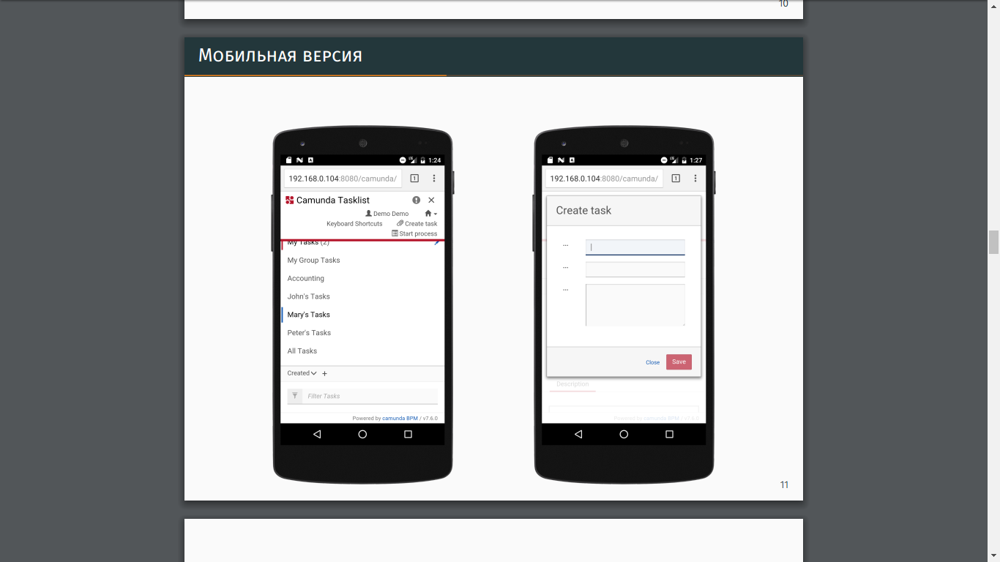 10
Мобильная версия
1:24
192.168.0.104:8080/camunda/
1
Camunda Tasklist
Demo Demo
Keyboard Shortcuts
Create task
Start process
My Tasks (2)
My Group Tasks
Accounting
John's Tasks
Mary's Tasks
Peter's Tasks
All Tasks
Created
Filter Tasks
Powered by camunda BPM / v7.6.0
1:27
192.168.0.104:8080/camunda/
1
Create task
...
...
...
Close
Save
Description
Powered by camunda BPM / v7.6.0
11